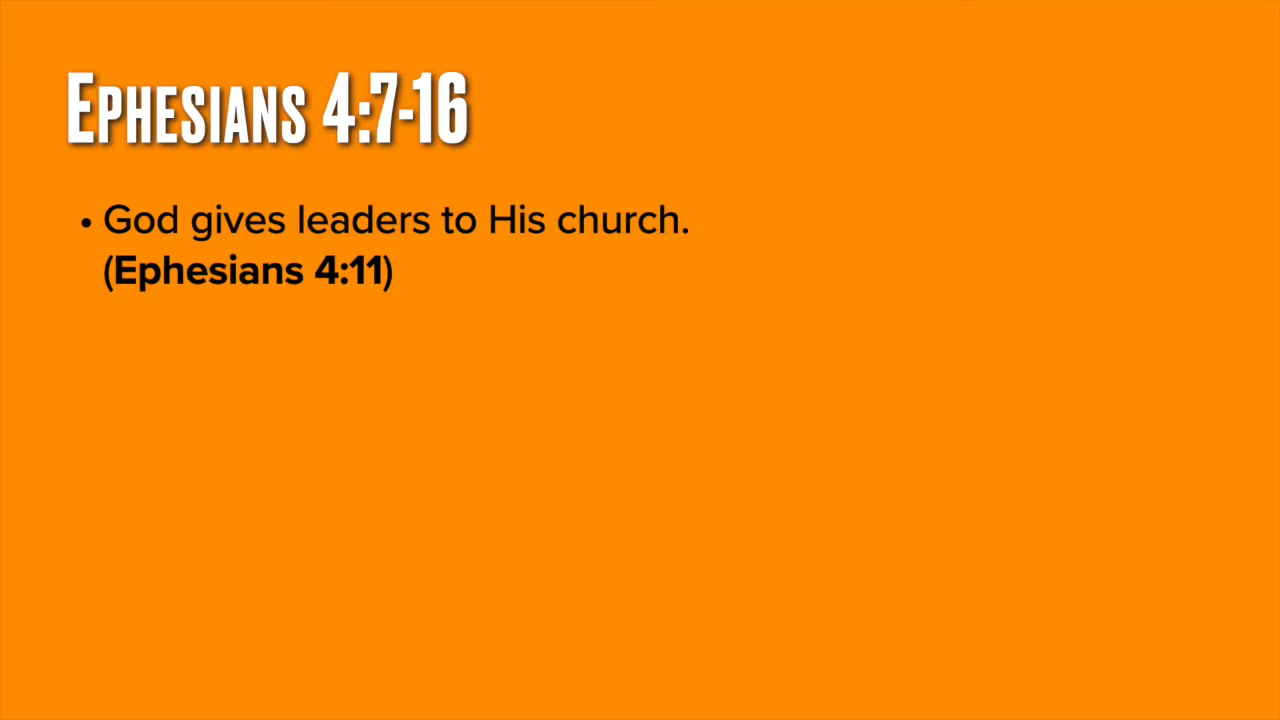 Ephesians 4:7-16
• God gives leaders to His church.
(Ephesians 4:11)